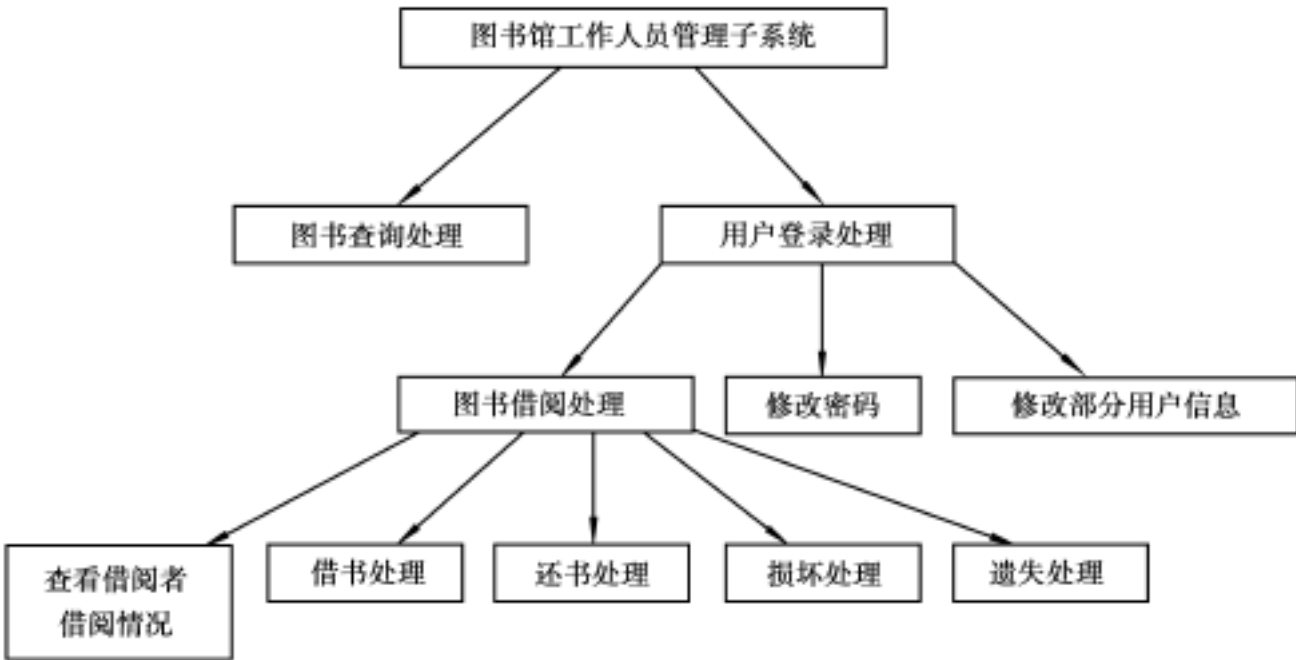 图书馆工作人员管理子系统
图书查询处理
用户登录处理
图书借阅处理
修改密码
修改部分用户信息
查看借阅者
借阅情况
借书处理
还书处理
损坏处理
遗失处理